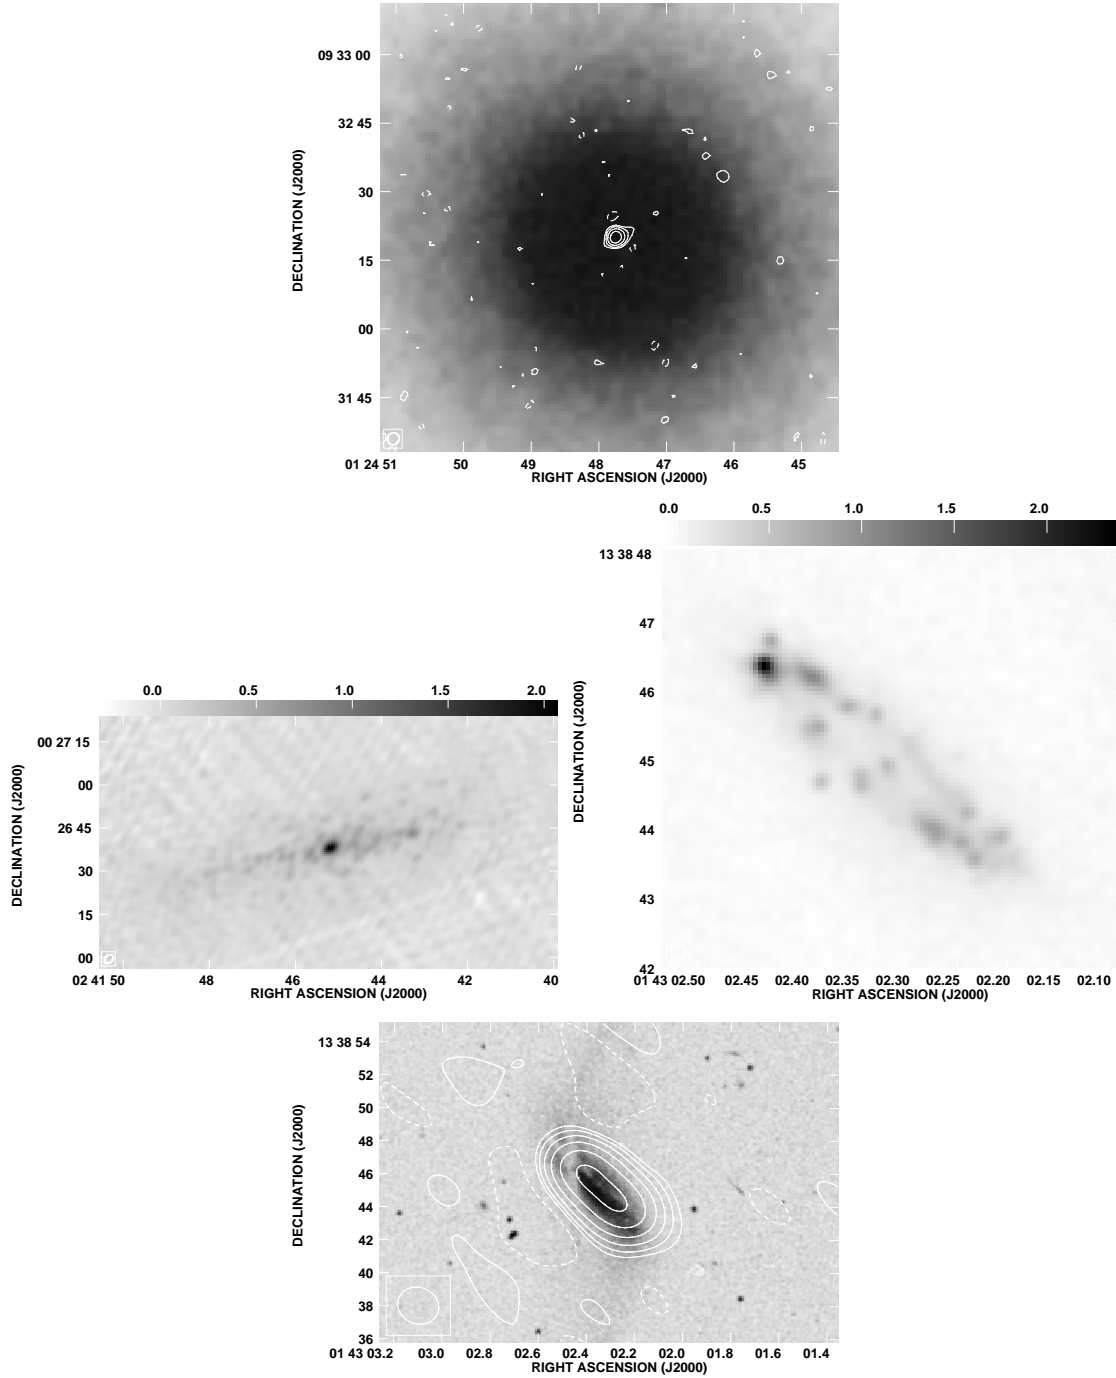 09 33 00
32 45
30
15
00
31 45
DECLINATION (J2000)
01 24 51 50 49 48 47 46 45
RIGHT ASCENSION (J2000)
0.0 0.5 1.0 1.5 2.0
13 38 48
47
46
45
44
43
42
DECLINATION (J2000)
01 43 02.50 02.45 02.40 02.35 02.30 02.25 02.20 02.15 02.10
RIGHT ASCENSION (J2000)
0.0 0.5 1.0 1.5 2.0
00 27 15
00
26 45
30
15
00
DECLINATION (J2000)
02 41 50 48 46 44 42 40
RIGHT ASCENSION (J2000)
13 38 54
52
50
48
46
44
42
40
38
36
DECLINATION (J2000)
01 43 03.2 03.0 02.8 02.6 02.4 02.2 02.0 01.8 01.6 01.4
RIGHT ASCENSION (J2000)